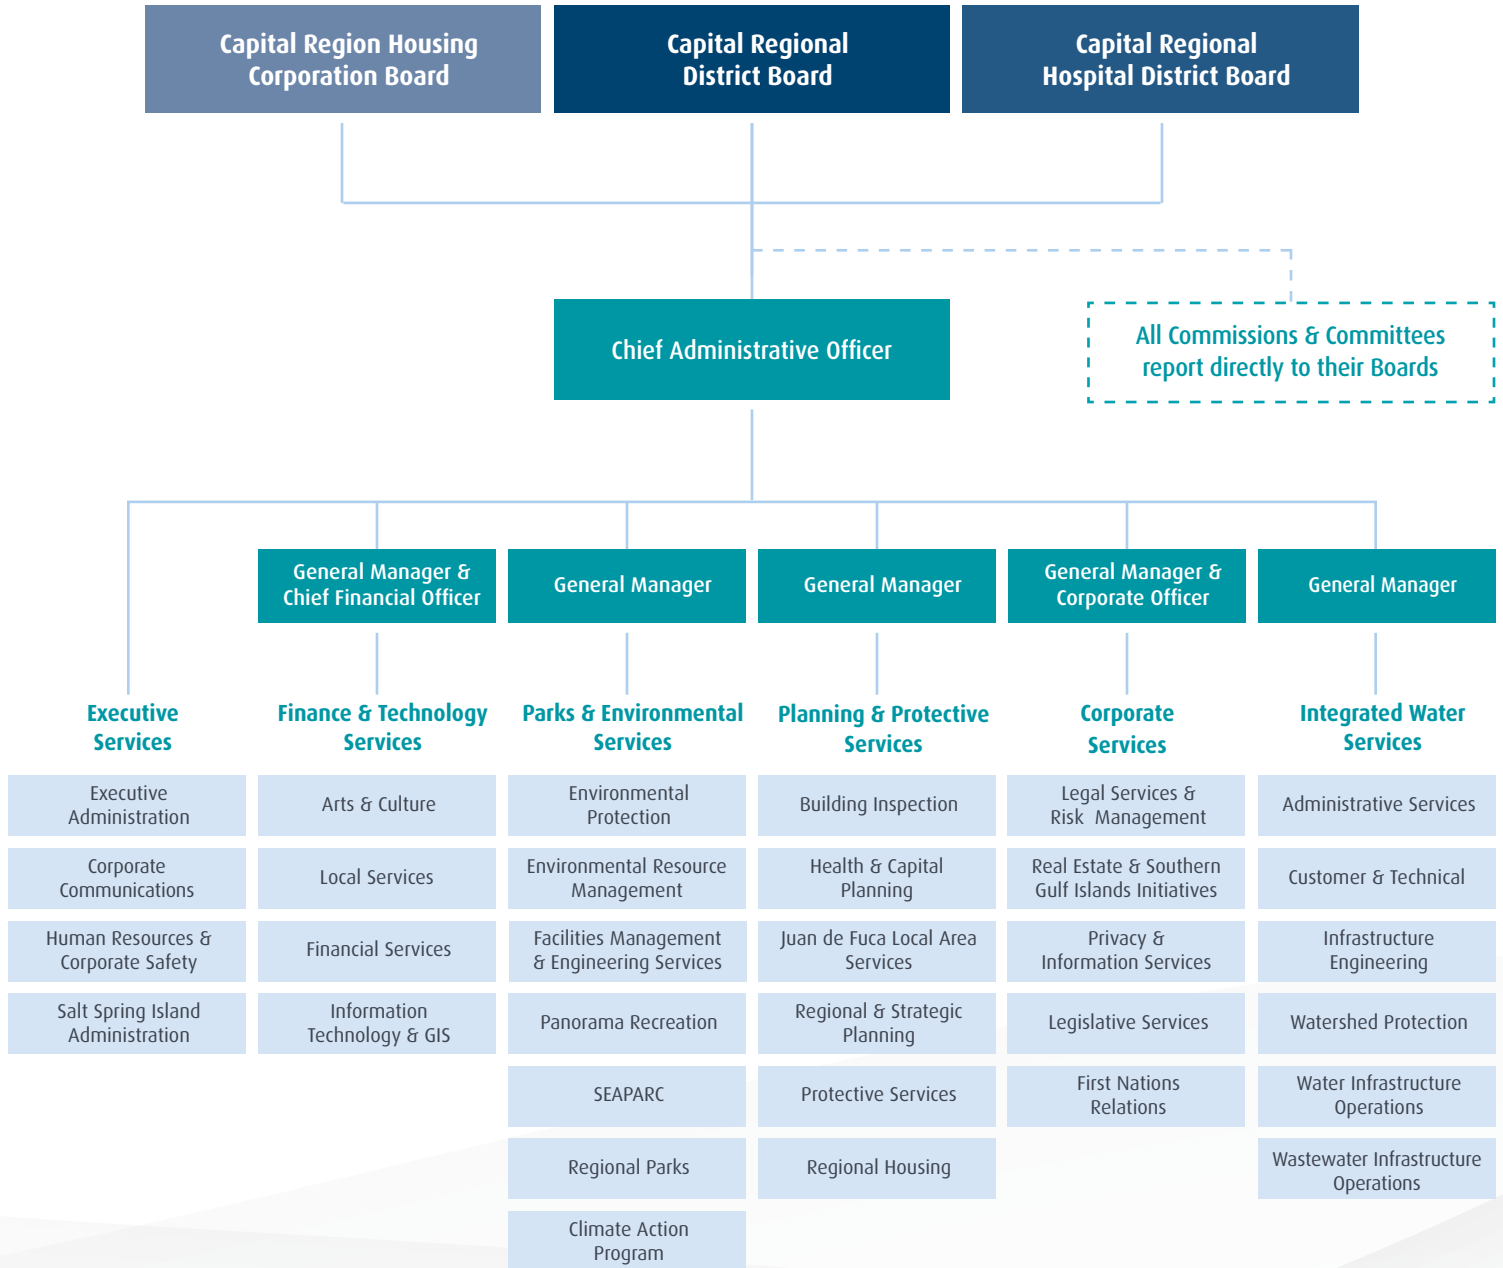 Capital Region Housing
Corporation Board
Capital Regional
District Board
Capital Regional
Hospital District Board
Chief Administrative Officer
All Commissions & Committees
report directly to their Boards
General Manager &
Chief Financial Officer
General Manager
General Manager
General Manager &
Corporate Officer
General Manager
Executive
Services
Executive
Administration
Corporate
Communications
Human Resources &
Corporate Safety
Salt Spring Island
Administration
Finance & Technology
Services
Arts & Culture
Local Services
Financial Services
Information
Technology & GIS
Parks & Environmental
Services
Environmental
Protection
Environmental Resource
Management
Facilities Management
& Engineering Services
Panorama Recreation
SEAPARC
Regional Parks
Climate Action
Program
Planning & Protective
Services
Building Inspection
Health & Capital
Planning
Juan de Fuca Local Area
Services
Regional & Strategic
Planning
Protective Services
Regional Housing
Corporate
Services
Legal Services &
Risk Management
Real Estate & Southern
Gulf Islands Initiatives
Privacy &
Information Services
Legislative Services
First Nations
Relations
Integrated Water
Services
Administrative Services
Customer & Technical
Infrastructure
Engineering
Watershed Protection
Water Infrastructure
Operations
Wastewater Infrastructure
Operations